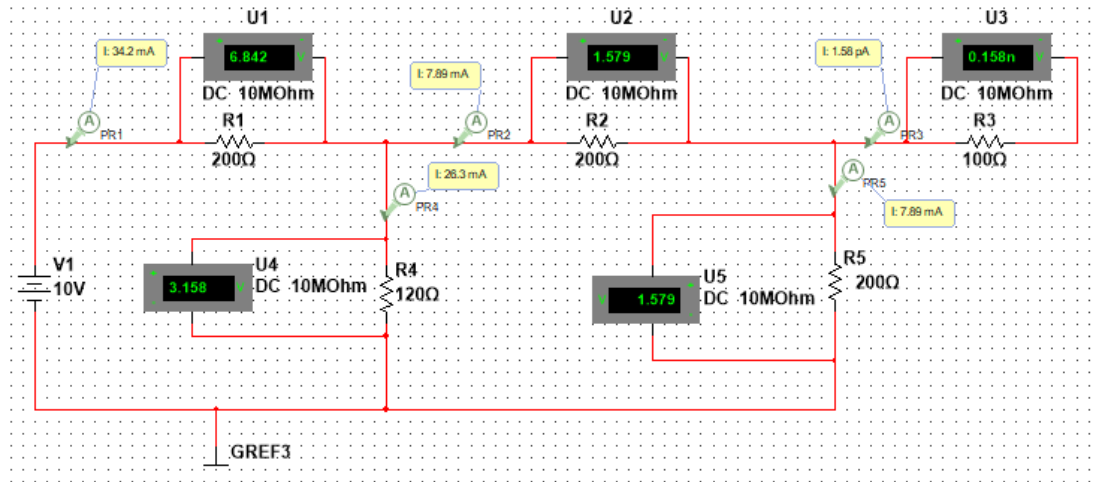 U1
U2
U3
I: 34.2 mA
+ 6.842 V
DC 10MOhm
I: 7.89 mA
+ 1.579 V
DC 10MOhm
I: 1.58 pA
+ 0.158n V
DC 10MOhm
A
PR1
R1
200Ω
A
PR2
R2
200Ω
A
PR3
R3
100Ω
I: 26.3 mA
A
PR4
A
PR5
I: 7.89 mA
V1
10V
+ 3.158 V
U4
DC 10MOhm
R4
120Ω
V 1.579 +
U5
DC 10MOhm
R5
200Ω
GREF3